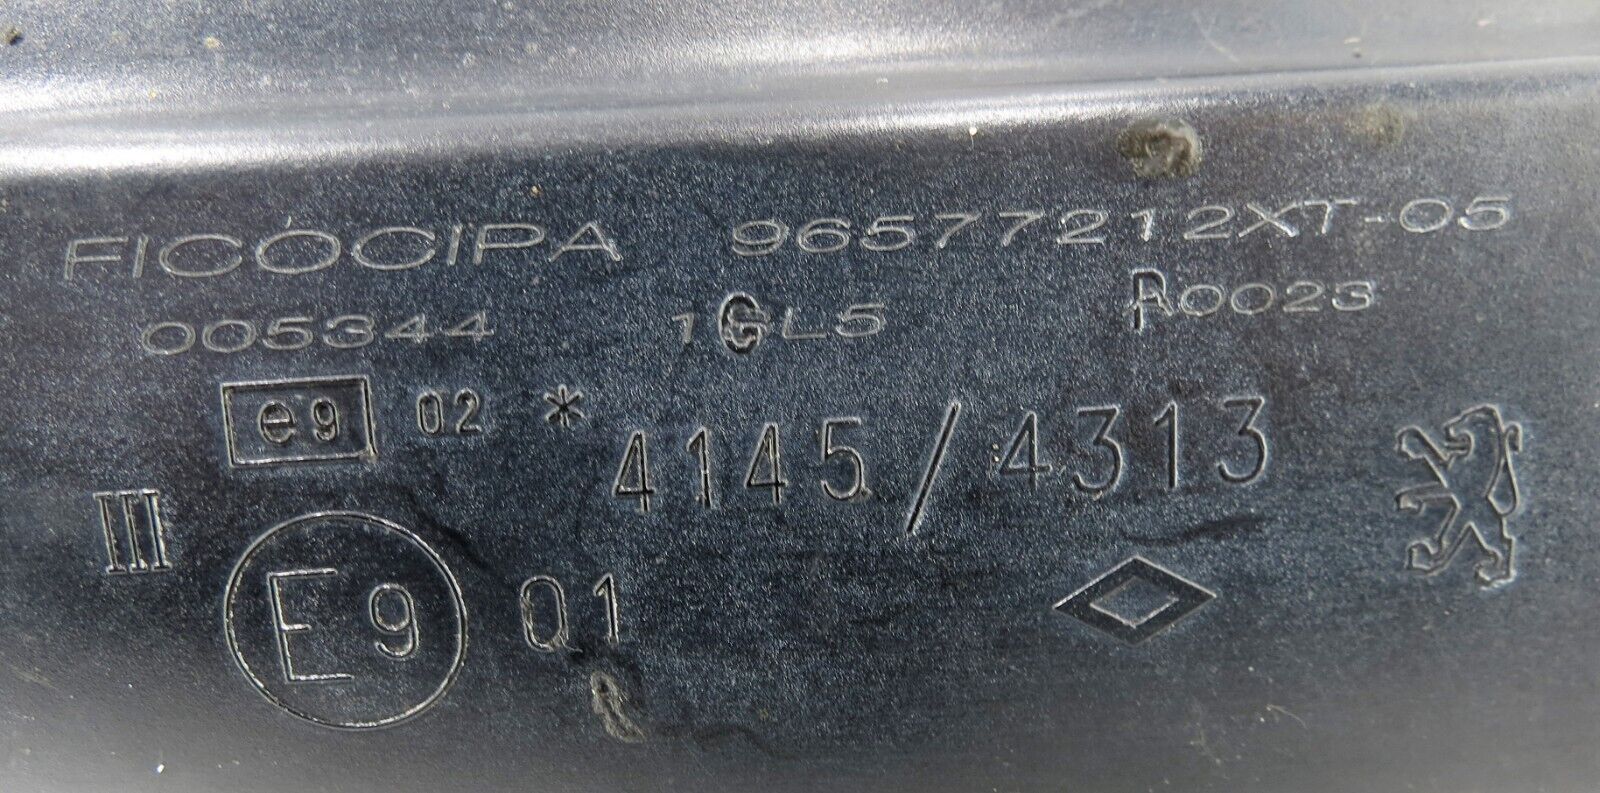 FICOCIPA 96577212XT-05
005344 1GL5 R0023
e9 02 * 4145/4313
III
E9 01